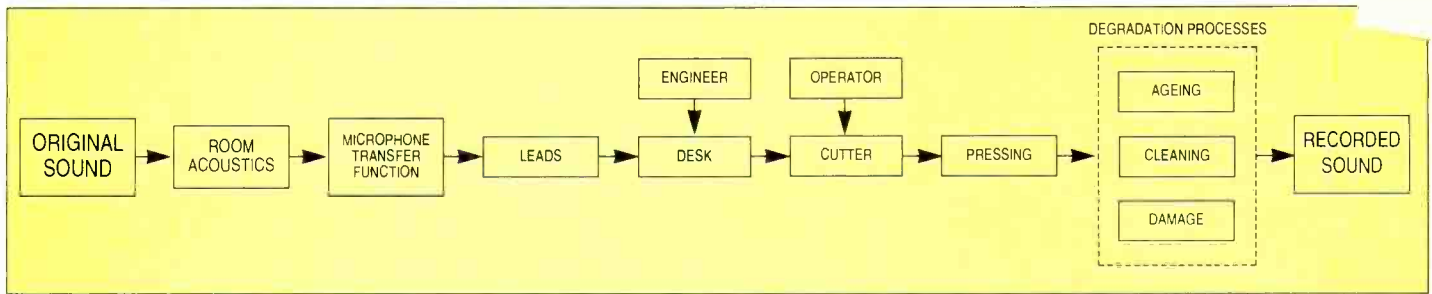 DEGRADATION PROCESSES
ENGINEER
OPERATOR
AGEING
ORIGINAL
SOUND
ROOM
ACOUSTICS
MICROPHONE
TRANSFER
FUNCTION
LEADS
DESK
CUTTER
PRESSING
CLEANING
RECORDED
SOUND
DAMAGE